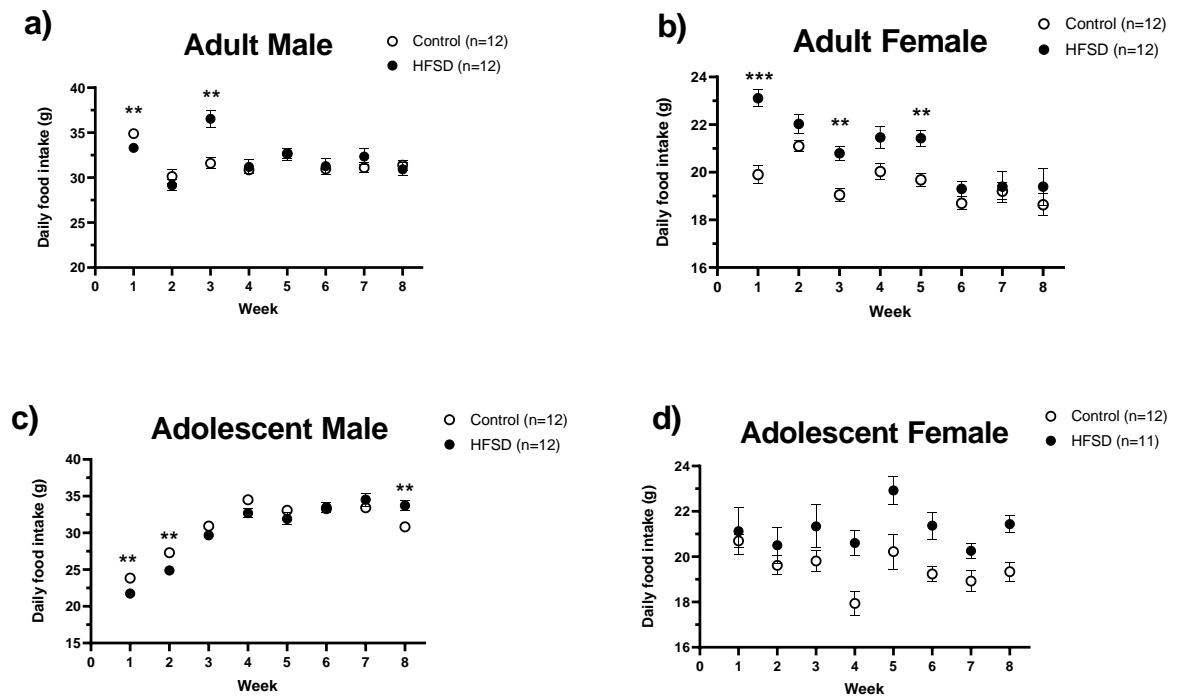 a)
Adult Male
Control (n=12)
HFSD (n=12)
Daily food intake (g)
40
35
30
25
20
** **
0 1 2 3 4 5 6 7 8
Week
b)
Adult Female
Control (n=12)
HFSD (n=12)
Daily food intake (g)
24
22
20
18
16
*** ** **
0 1 2 3 4 5 6 7 8
Week
c)
Adolescent Male
Control (n=12)
HFSD (n=12)
Daily food intake (g)
40
35
30
25
20
15
** ** **
0 1 2 3 4 5 6 7 8
Week
d)
Adolescent Female
Control (n=12)
HFSD (n=11)
Daily food intake (g)
24
22
20
18
16
0 1 2 3 4 5 6 7 8
Week